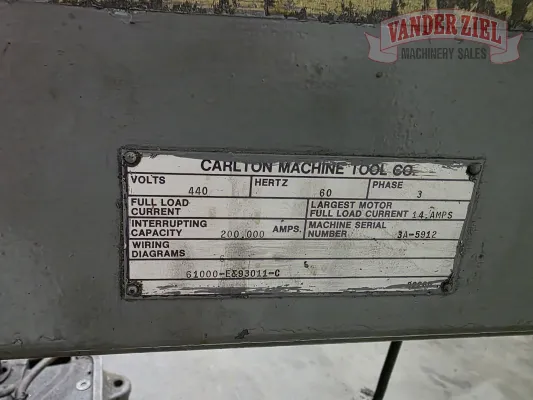 VANDER ZIEL
MACHINERY SALES
CARLTON MACHINE TOOL CO.
VOLTS 440 HERTZ 60 PHASE 3
FULL LOAD CURRENT
LARGEST MOTOR FULL LOAD CURRENT 14 AMPS
INTERRUPTING CAPACITY 200,000 AMPS.
MACHINE SERIAL NUMBER 3A-5912
WIRING DIAGRAMS
61000-E&93011-C